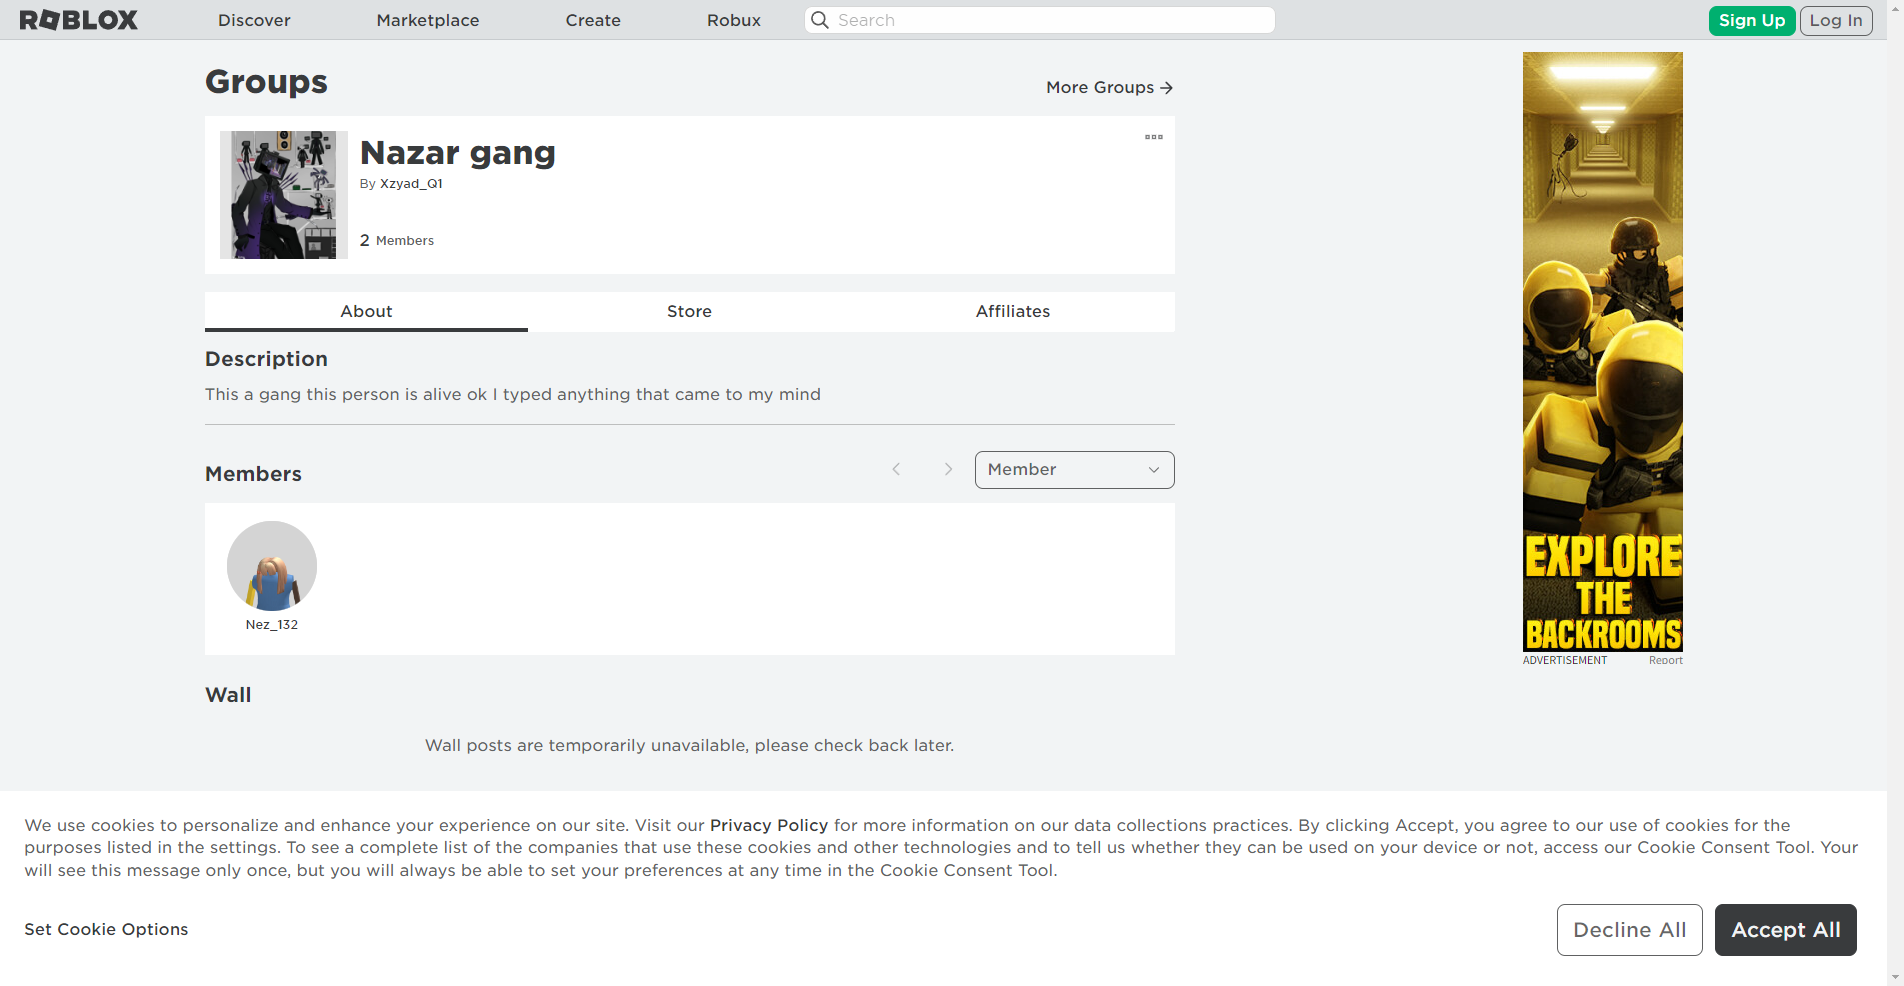 ROBLOX
Discover
Marketplace
Create
Robux
Search
Sign Up
Log In
Groups
More Groups
Nazar gang
By Xzyad_Q1
2 Members
About
Store
Affiliates
Description
This a gang this person is alive ok I typed anything that came to my mind
Members
Member
Nez_132
Wall
Wall posts are temporarily unavailable, please check back later.
EXPLORE
THE
BACKROOMS
ADVERTISEMENT
Report
We use cookies to personalize and enhance your experience on our site. Visit our Privacy Policy for more information on our data collections practices. By clicking Accept, you agree to our use of cookies for the
purposes listed in the settings. To see a complete list of the companies that use these cookies and other technologies and to tell us whether they can be used on your device or not, access our Cookie Consent Tool. Your
will see this message only once, but you will always be able to set your preferences at any time in the Cookie Consent Tool.
Set Cookie Options
Decline All
Accept All